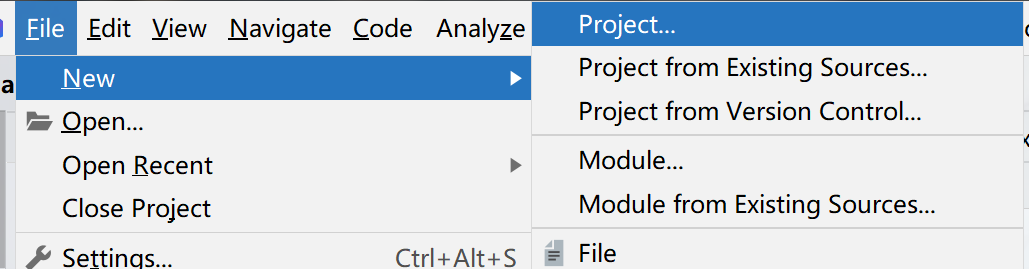 File Edit View Navigate Code Analyze
New
Open...
Open Recent
Close Project
Settings... Ctrl+Alt+S
Project...
Project from Existing Sources...
Project from Version Control...
Module...
Module from Existing Sources...
File